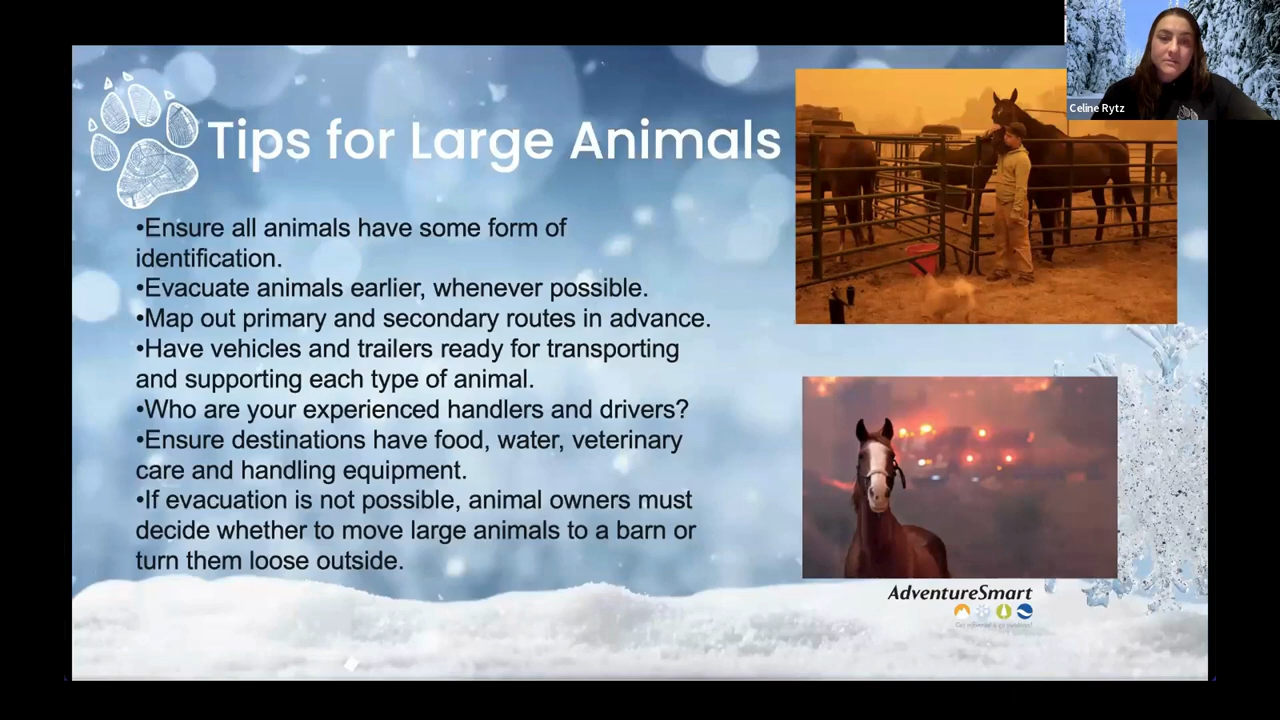 Celine Rytz
Tips for Large Animals
•Ensure all animals have some form of
identification.
•Evacuate animals earlier, whenever possible.
•Map out primary and secondary routes in advance.
•Have vehicles and trailers ready for transporting
and supporting each type of animal.
•Who are your experienced handlers and drivers?
•Ensure destinations have food, water, veterinary
care and handling equipment.
•If evacuation is not possible, animal owners must
decide whether to move large animals to a barn or
turn them loose outside.
AdventureSmart
Get informed & go outdoors!